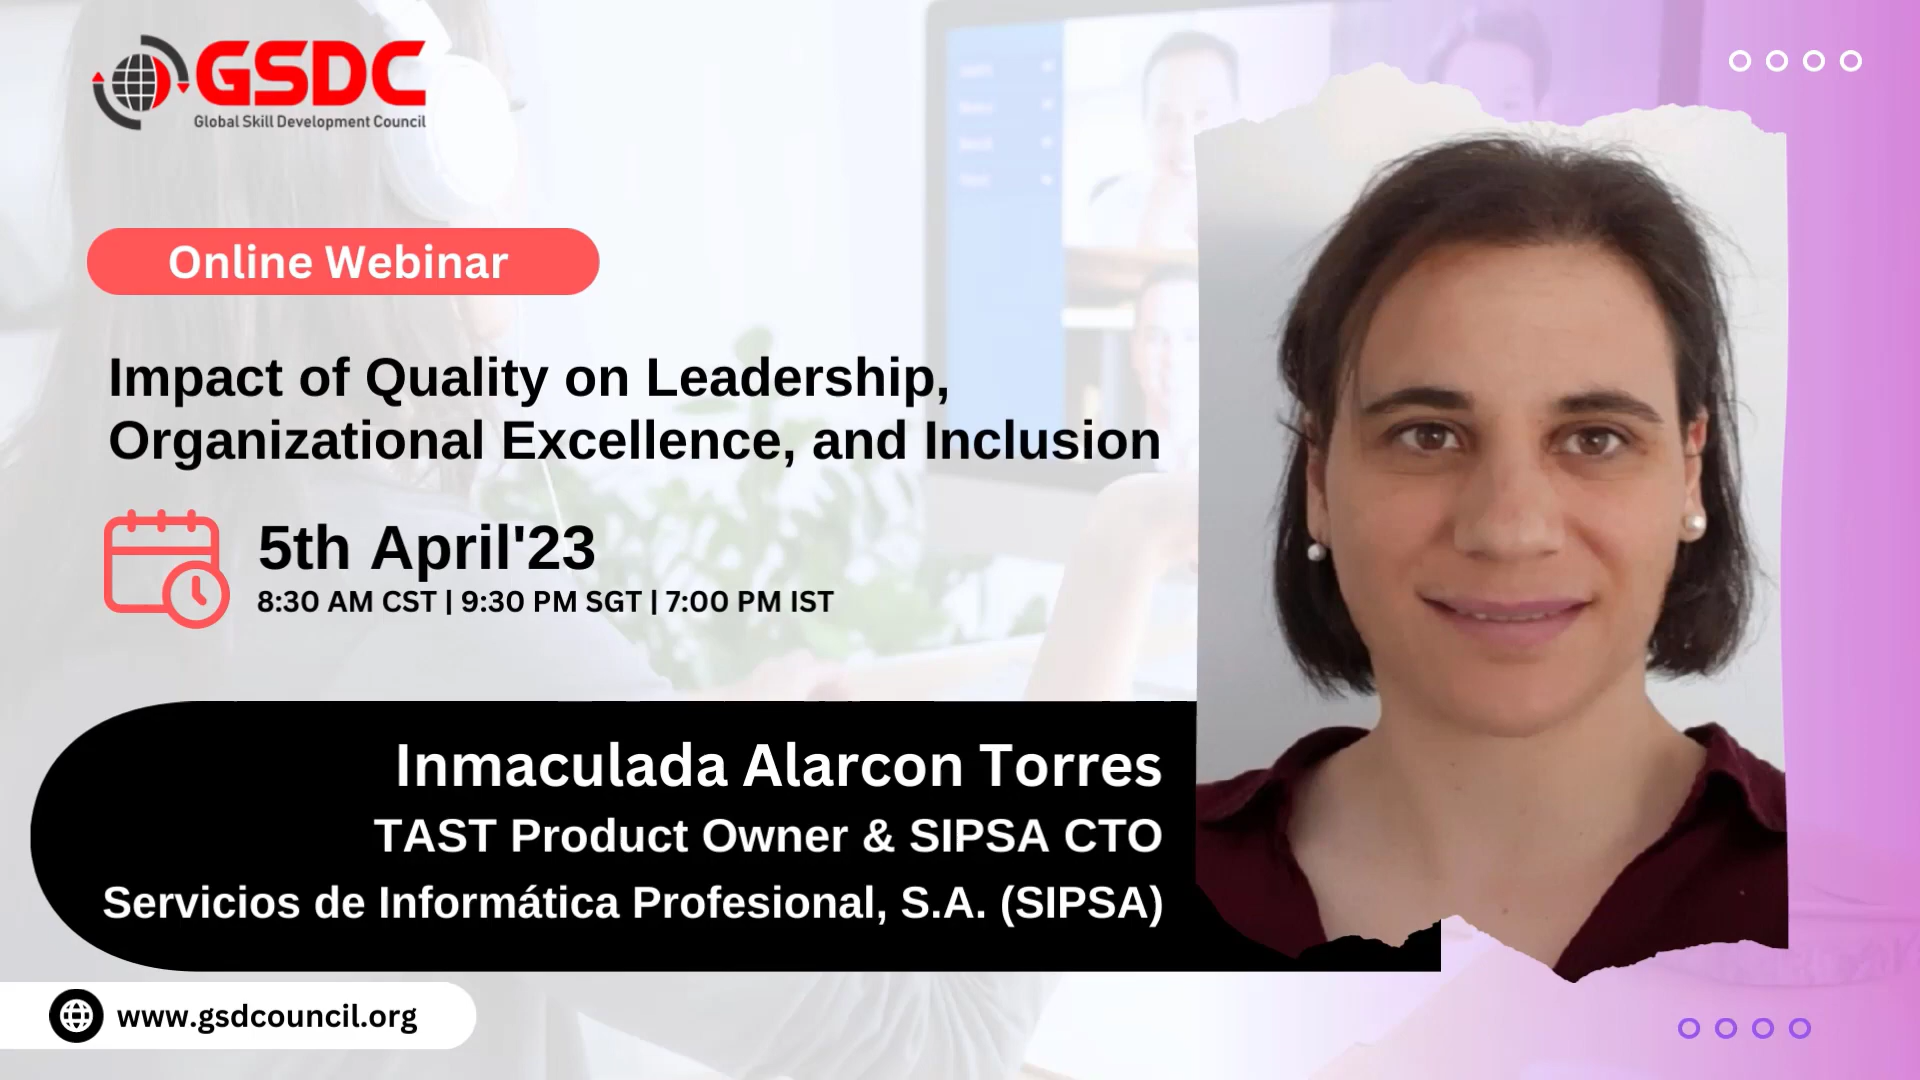 GSDC
Global Skill Development Council
Online Webinar
Impact of Quality on Leadership,
Organizational Excellence, and Inclusion
5th April'23
8:30 AM CST | 9:30 PM SGT | 7:00 PM IST
Inmaculada Alarcon Torres
TAST Product Owner & SIPSA CTO
Servicios de Informática Profesional, S.A. (SIPSA)
www.gsdcouncil.org